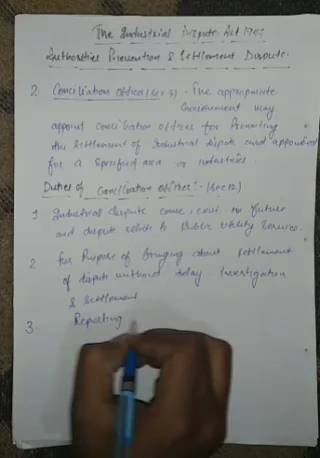 The Industrial Dispute Act 1947
Authorities Prevention & Settlement Dispute.
2. Conciliation officer (Sec 4). The appropriate
Government may
appoint conciliation officer for Promoting
the settlement of Industrial dispute and appointed
for a Specified area or industries.
Duties of Conciliation officer:- (Sec 12)
1 Industrial dispute come, exist or future
and dispute relate to Public Utility Services.
2 for Purpose of bringing about settlement
of dispute without delay. Investigation
& settlement
3. Reporting